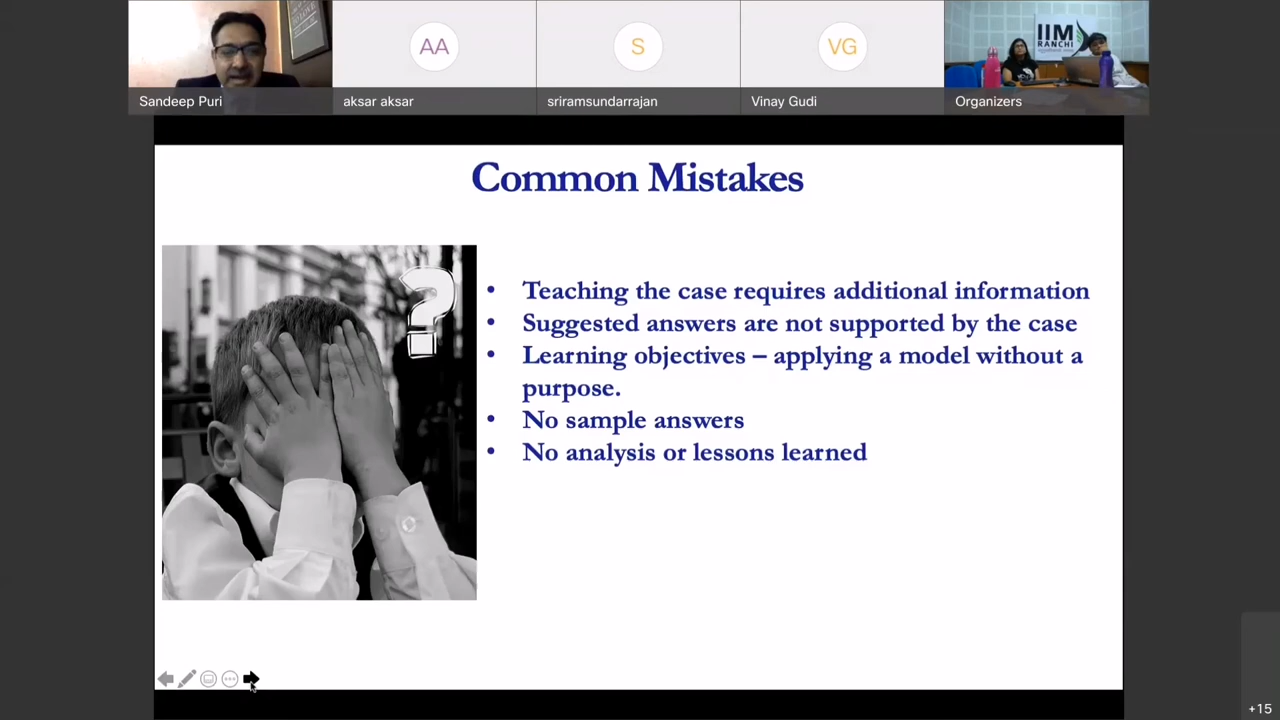 AA
S
VG
IIM
RANCHI
Sandeep Puri
aksar aksar
sriramsundarrajan
Vinay Gudi
Organizers
Common Mistakes
?
• Teaching the case requires additional information
• Suggested answers are not supported by the case
• Learning objectives – applying a model without a
purpose.
• No sample answers
• No analysis or lessons learned
+15